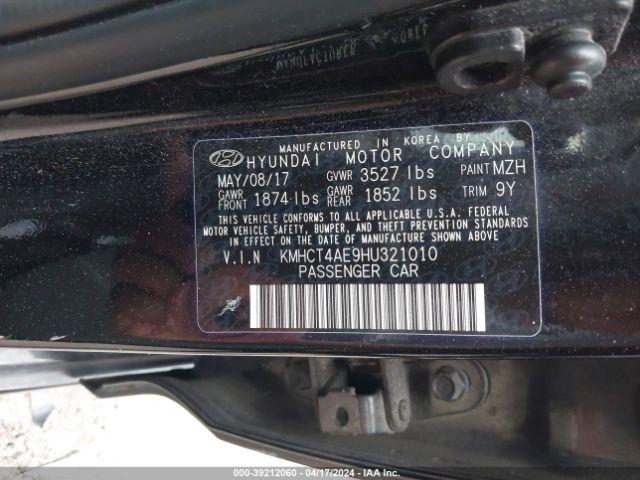 MANUFACTURED IN KOREA BY
HYUNDAI MOTOR COMPANY
MAY/08/17 GVWR 3527 lbs PAINT MZH
GAWR FRONT 1874 lbs GAWR REAR 1852 lbs TRIM 9Y
THIS VEHICLE CONFORMS TO ALL APPLICABLE U.S.A. FEDERAL
MOTOR VEHICLE SAFETY, BUMPER, AND THEFT PREVENTION STANDARDS
IN EFFECT ON THE DATE OF MANUFACTURE SHOWN ABOVE
V.I.N KMHCT4AE9HU321010
PASSENGER CAR
000-39212060 - 04/17/2024 - IAA Inc.